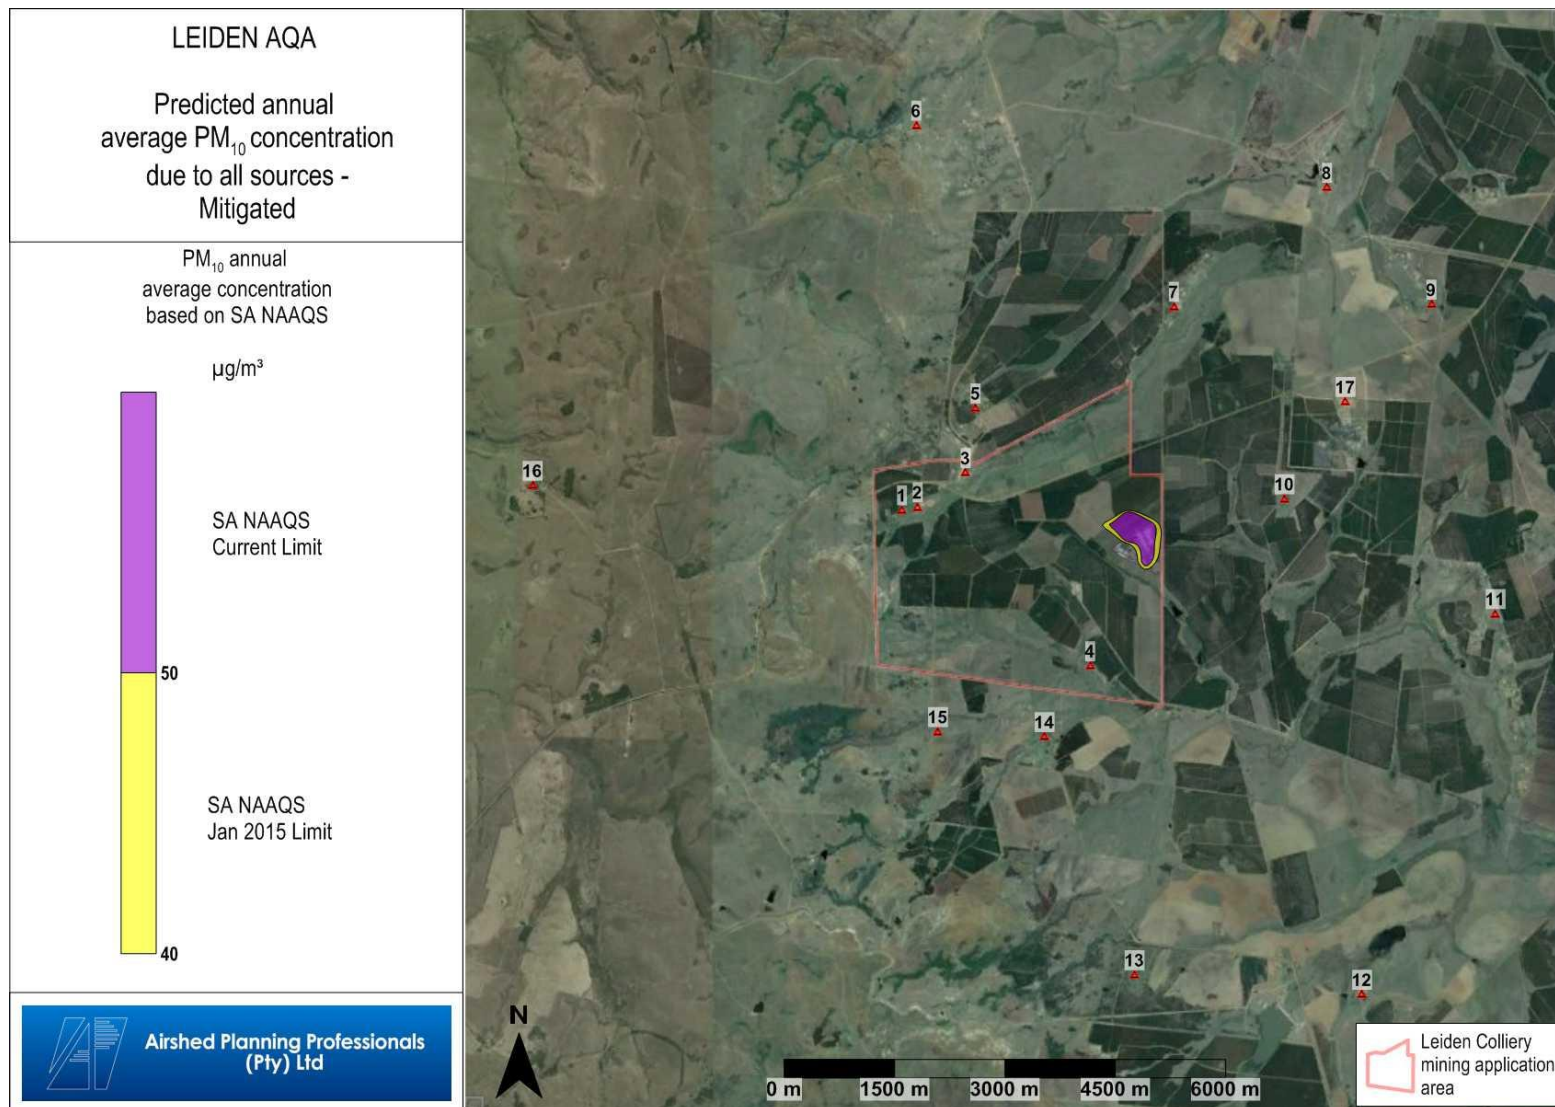 LEIDEN AQA
Predicted annual
average PM₁₀ concentration
due to all sources -
Mitigated
PM₁₀ annual
average concentration
based on SA NAAQS
µg/m³
SA NAAQS
Current Limit
50
SA NAAQS
Jan 2015 Limit
40
Airshed Planning Professionals
(Pty) Ltd
6
8
7
9
5
17
3
16
1 2
10
11
4
15
14
13
12
N
0 m 1500 m 3000 m 4500 m 6000 m
Leiden Colliery
mining application
area